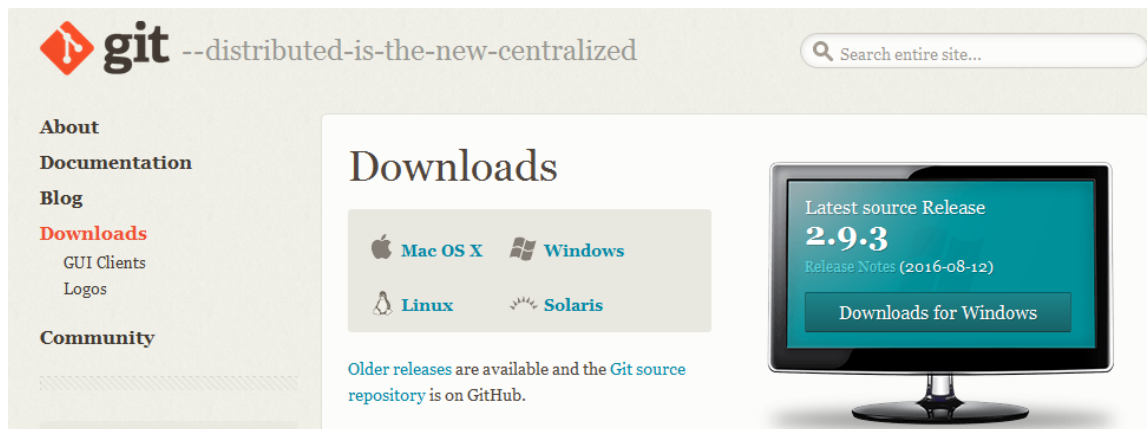 git --distributed-is-the-new-centralized
Search entire site...
About
Documentation
Blog
Downloads
GUI Clients
Logos
Community
Downloads
Mac OS X
Windows
Linux
Solaris
Older releases are available and the Git source
repository is on GitHub.
Latest source Release
2.9.3
Release Notes (2016-08-12)
Downloads for Windows